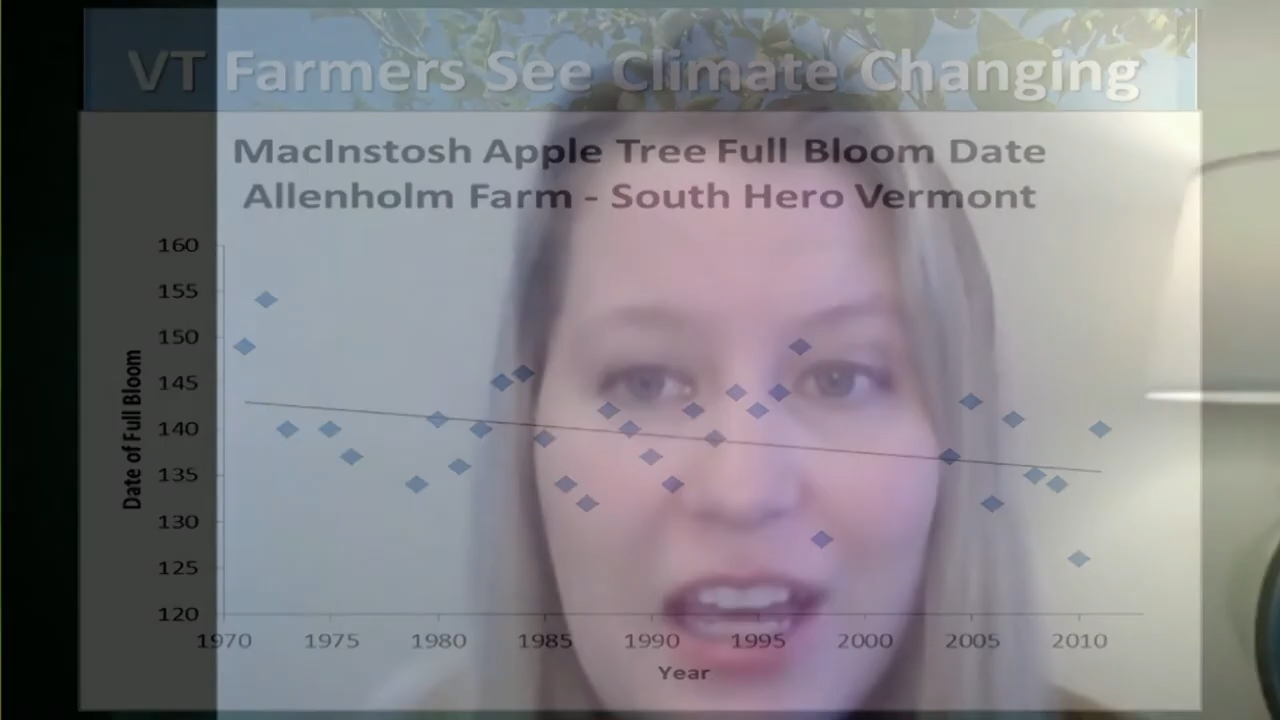 VT Farmers See Climate Changing
MacInstosh Apple Tree Full Bloom Date
Allenholm Farm - South Hero Vermont
160
155
150
145
140
135
130
125
120
Date of Full Bloom
1970 1975 1980 1985 1990 1995 2000 2005 2010
Year